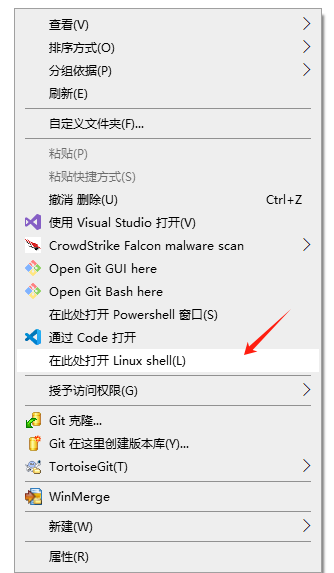 查看(V)
排序方式(O)
分组依据(P)
刷新(E)
自定义文件夹(F)...
粘贴(P)
粘贴快捷方式(S)
撤消 删除(U) Ctrl+Z
使用 Visual Studio 打开(V)
CrowdStrike Falcon malware scan
Open Git GUI here
Open Git Bash here
在此处打开 Powershell 窗口(S)
通过 Code 打开
在此处打开 Linux shell(L)
授予访问权限(G)
Git 克隆...
Git 在这里创建版本库(Y)...
TortoiseGit(T)
WinMerge
新建(W)
属性(R)